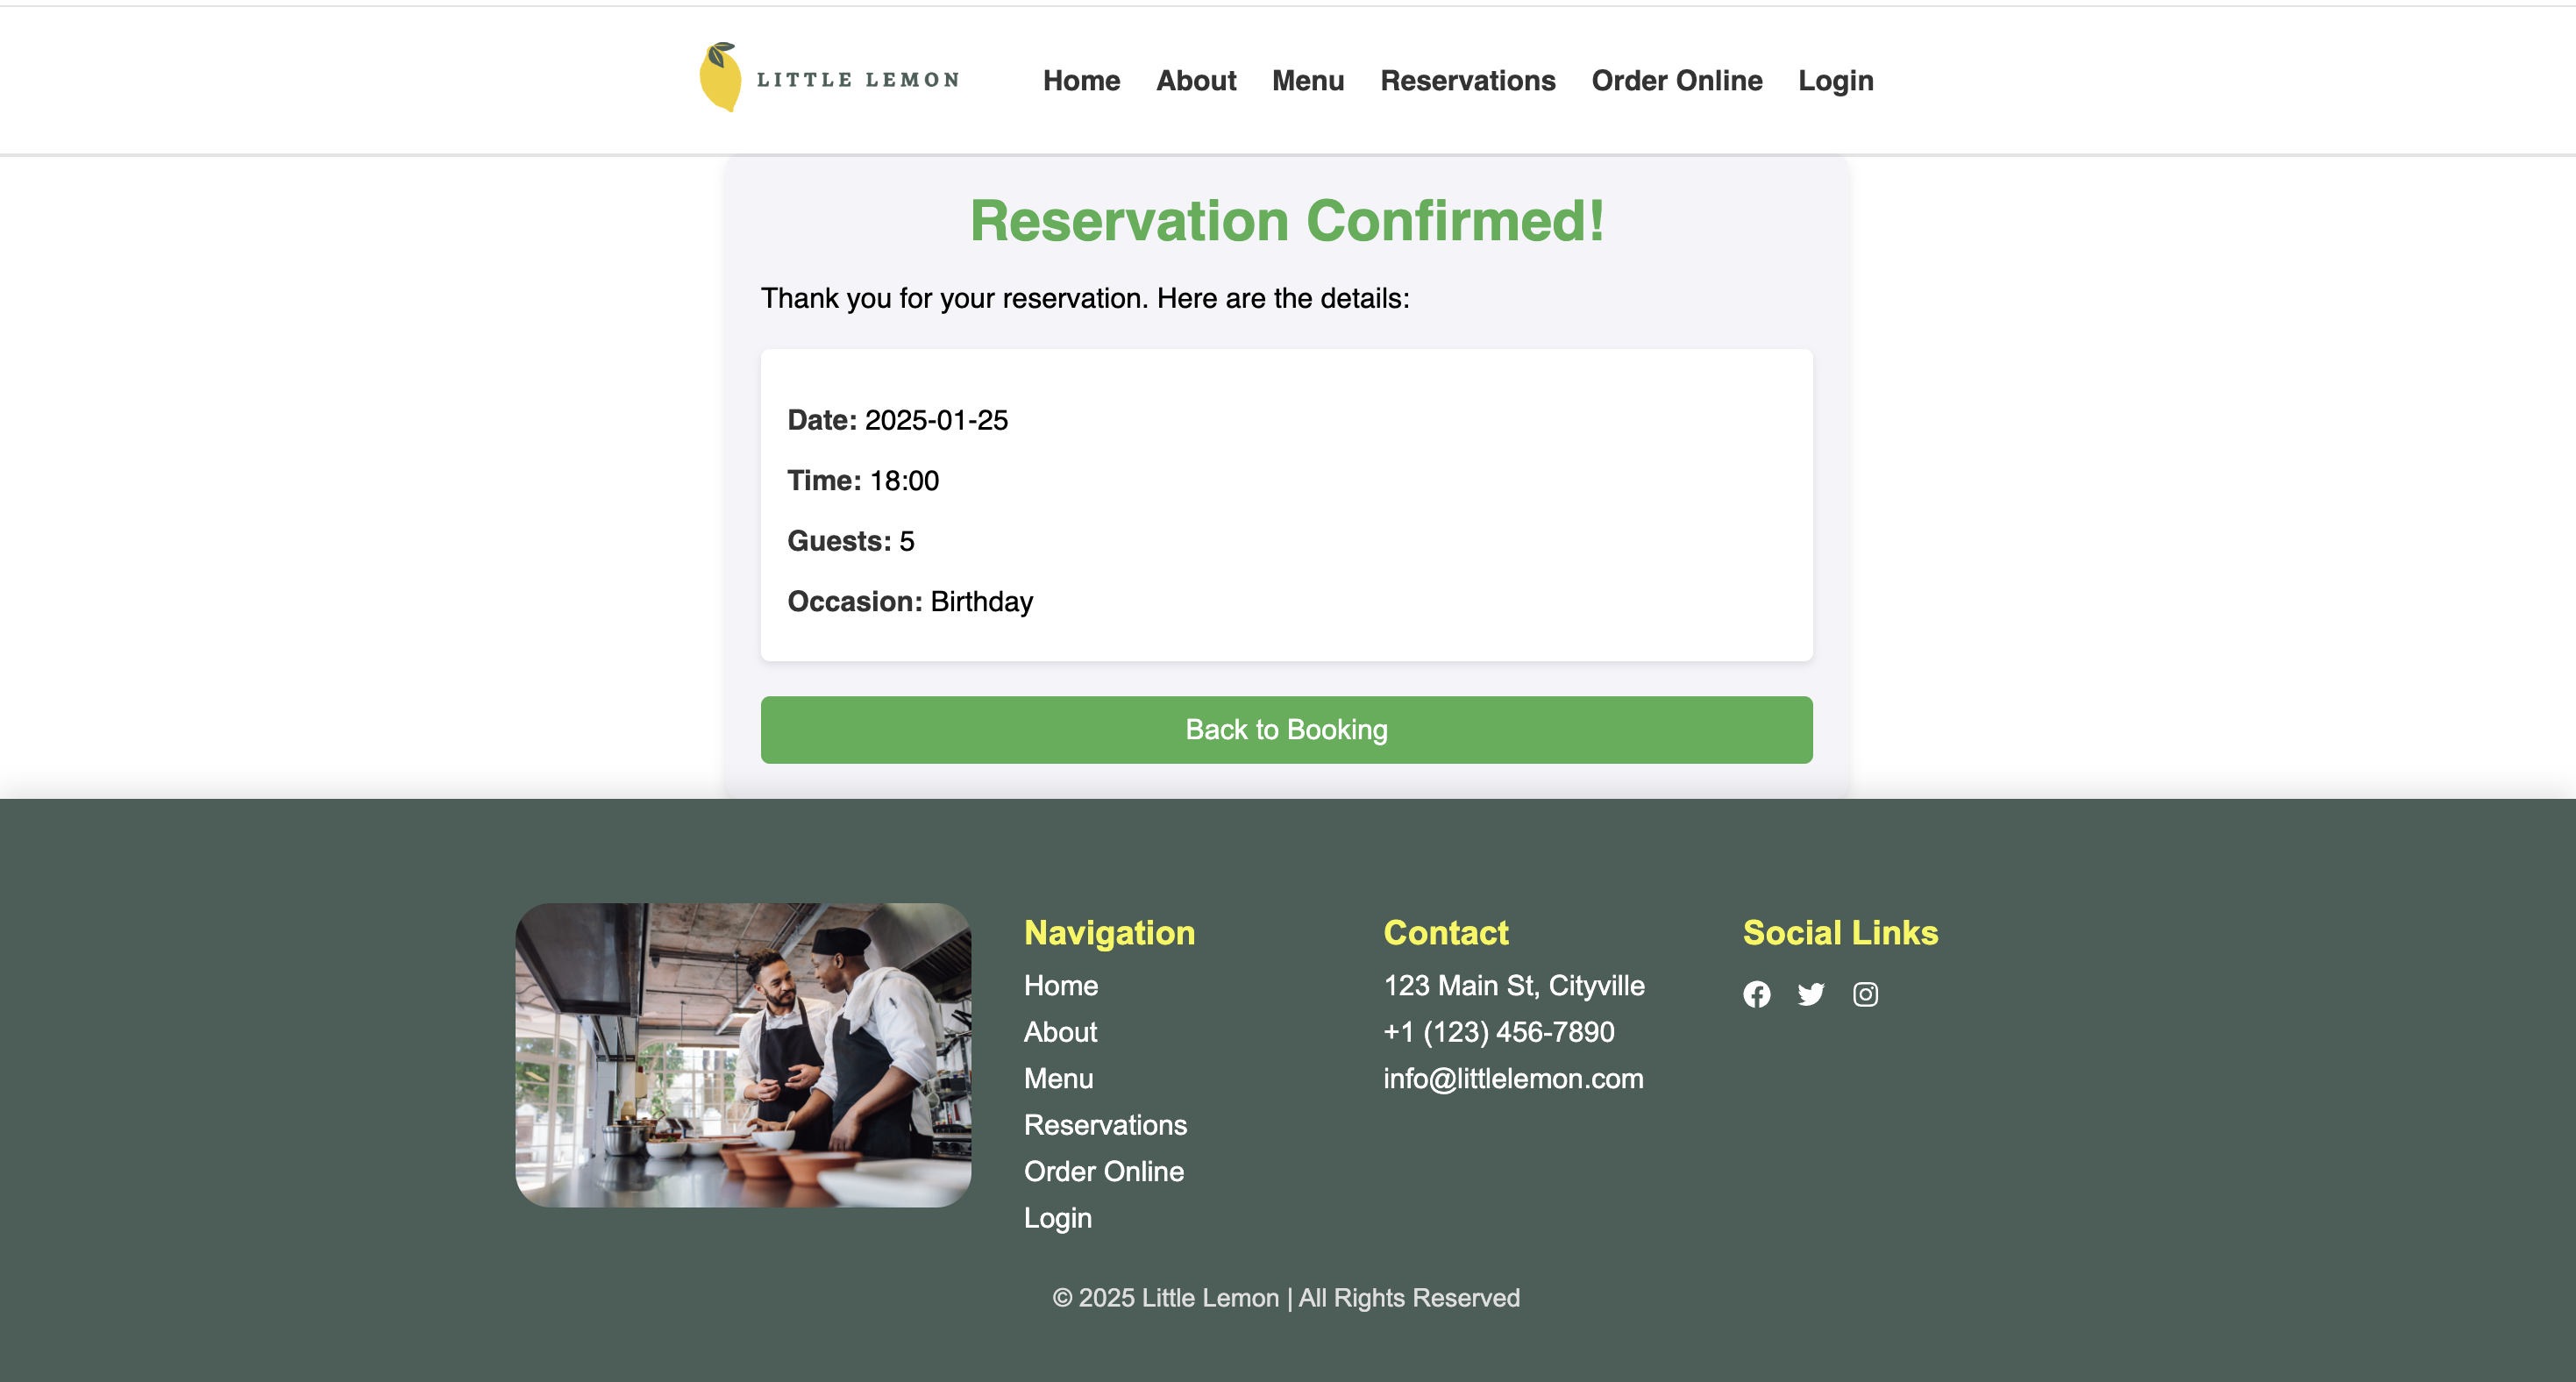 LITTLE LEMON
Home About Menu Reservations Order Online Login
Reservation Confirmed!
Thank you for your reservation. Here are the details:
Date: 2025-01-25
Time: 18:00
Guests: 5
Occasion: Birthday
Back to Booking
Navigation
Home
About
Menu
Reservations
Order Online
Login
Contact
123 Main St, Cityville
+1 (123) 456-7890
info@littlelemon.com
Social Links
© 2025 Little Lemon | All Rights Reserved